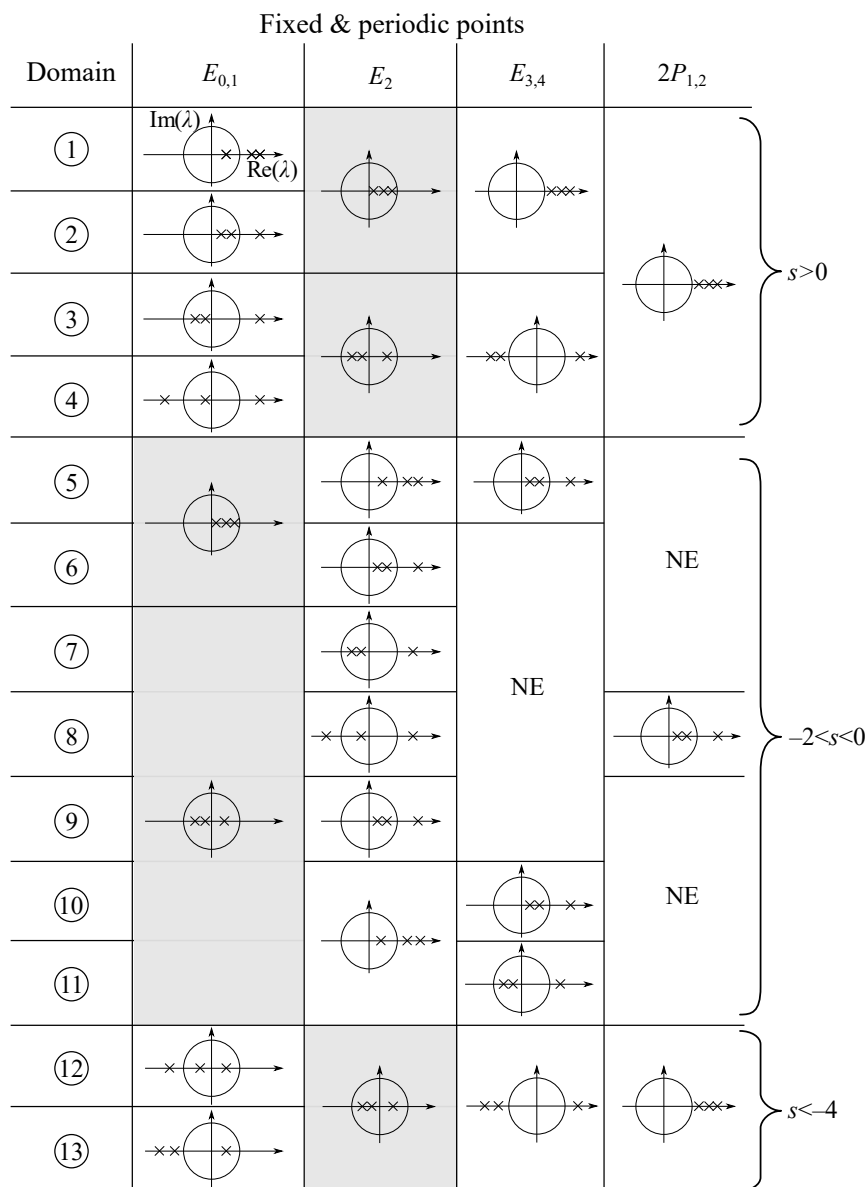 Fixed & periodic points
Domain E0,1 E2 E3,4 2P1,2
Im(λ)
Re(λ)
1
2
s>0
3
4
5
NE
6
7
NE
8
–2<s<0
9
NE
10
11
12
s<–4
13